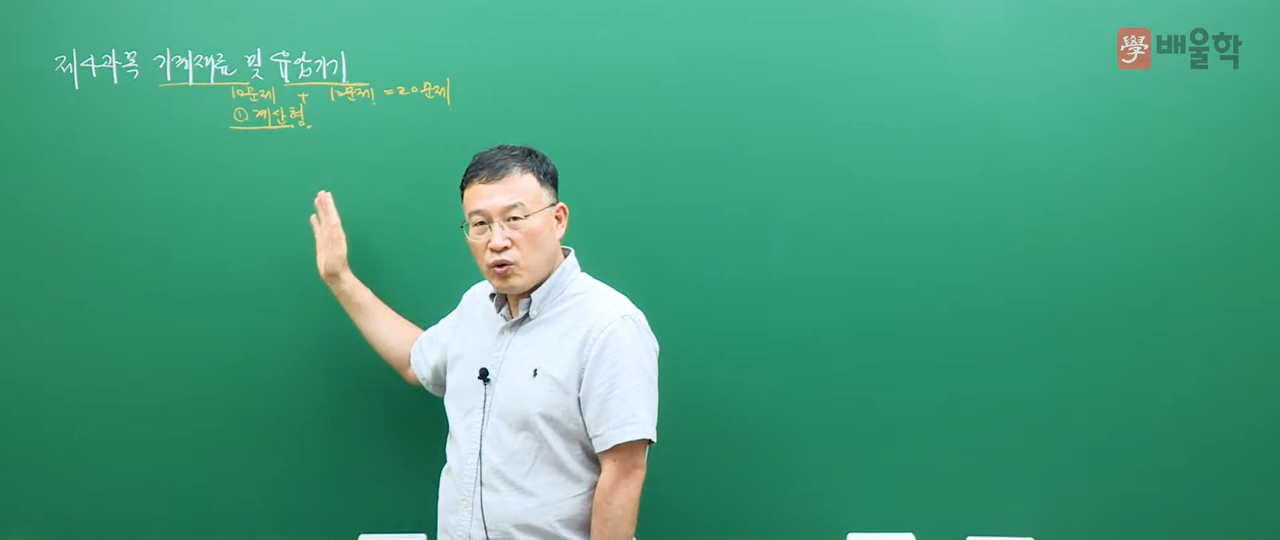 제4과목 기계재료 및 유압기기
10문제 + 10문제 = 20문제
① 계산형
學 배울학